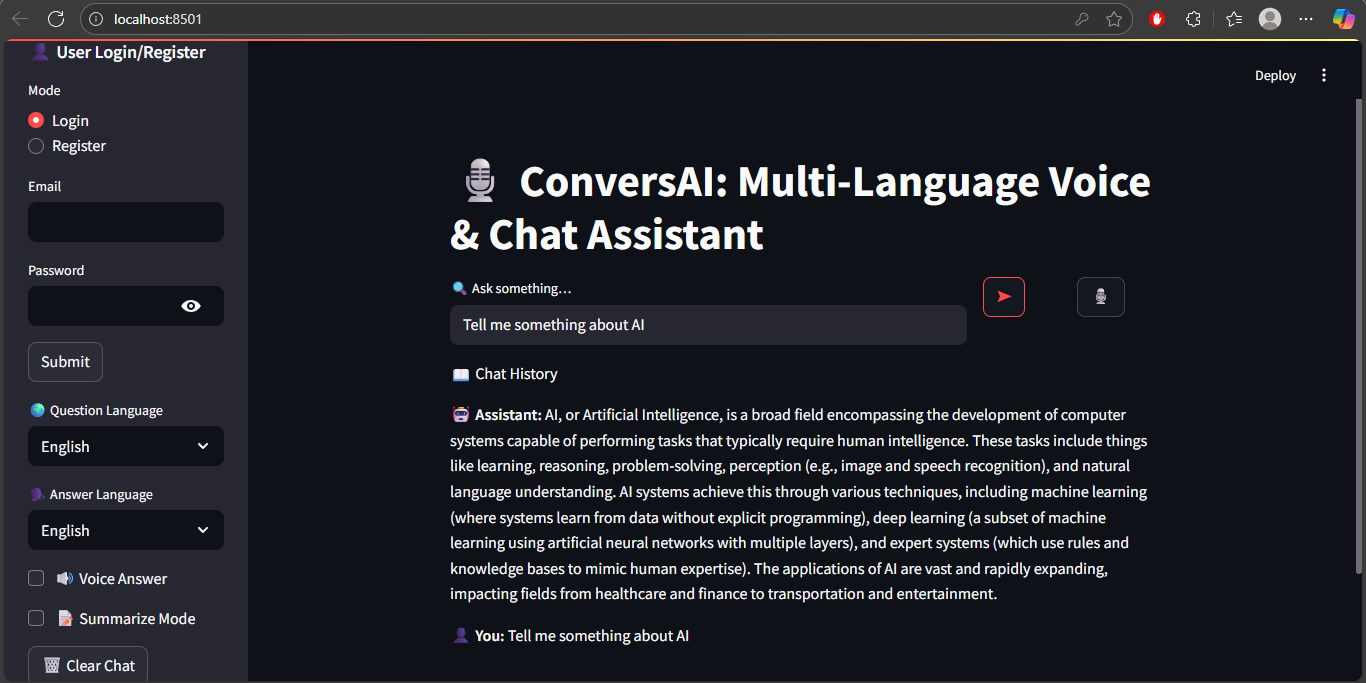 localhost:8501
User Login/Register
Mode
Login
Register
Email
Password
Submit
Question Language
English
Answer Language
English
Voice Answer
Summarize Mode
Clear Chat
Deploy
ConversAI: Multi-Language Voice
& Chat Assistant
Ask something...
Tell me something about AI
Chat History
Assistant: AI, or Artificial Intelligence, is a broad field encompassing the development of computer
systems capable of performing tasks that typically require human intelligence. These tasks include things
like learning, reasoning, problem-solving, perception (e.g., image and speech recognition), and natural
language understanding. AI systems achieve this through various techniques, including machine learning
(where systems learn from data without explicit programming), deep learning (a subset of machine
learning using artificial neural networks with multiple layers), and expert systems (which use rules and
knowledge bases to mimic human expertise). The applications of AI are vast and rapidly expanding,
impacting fields from healthcare and finance to transportation and entertainment.
You: Tell me something about AI